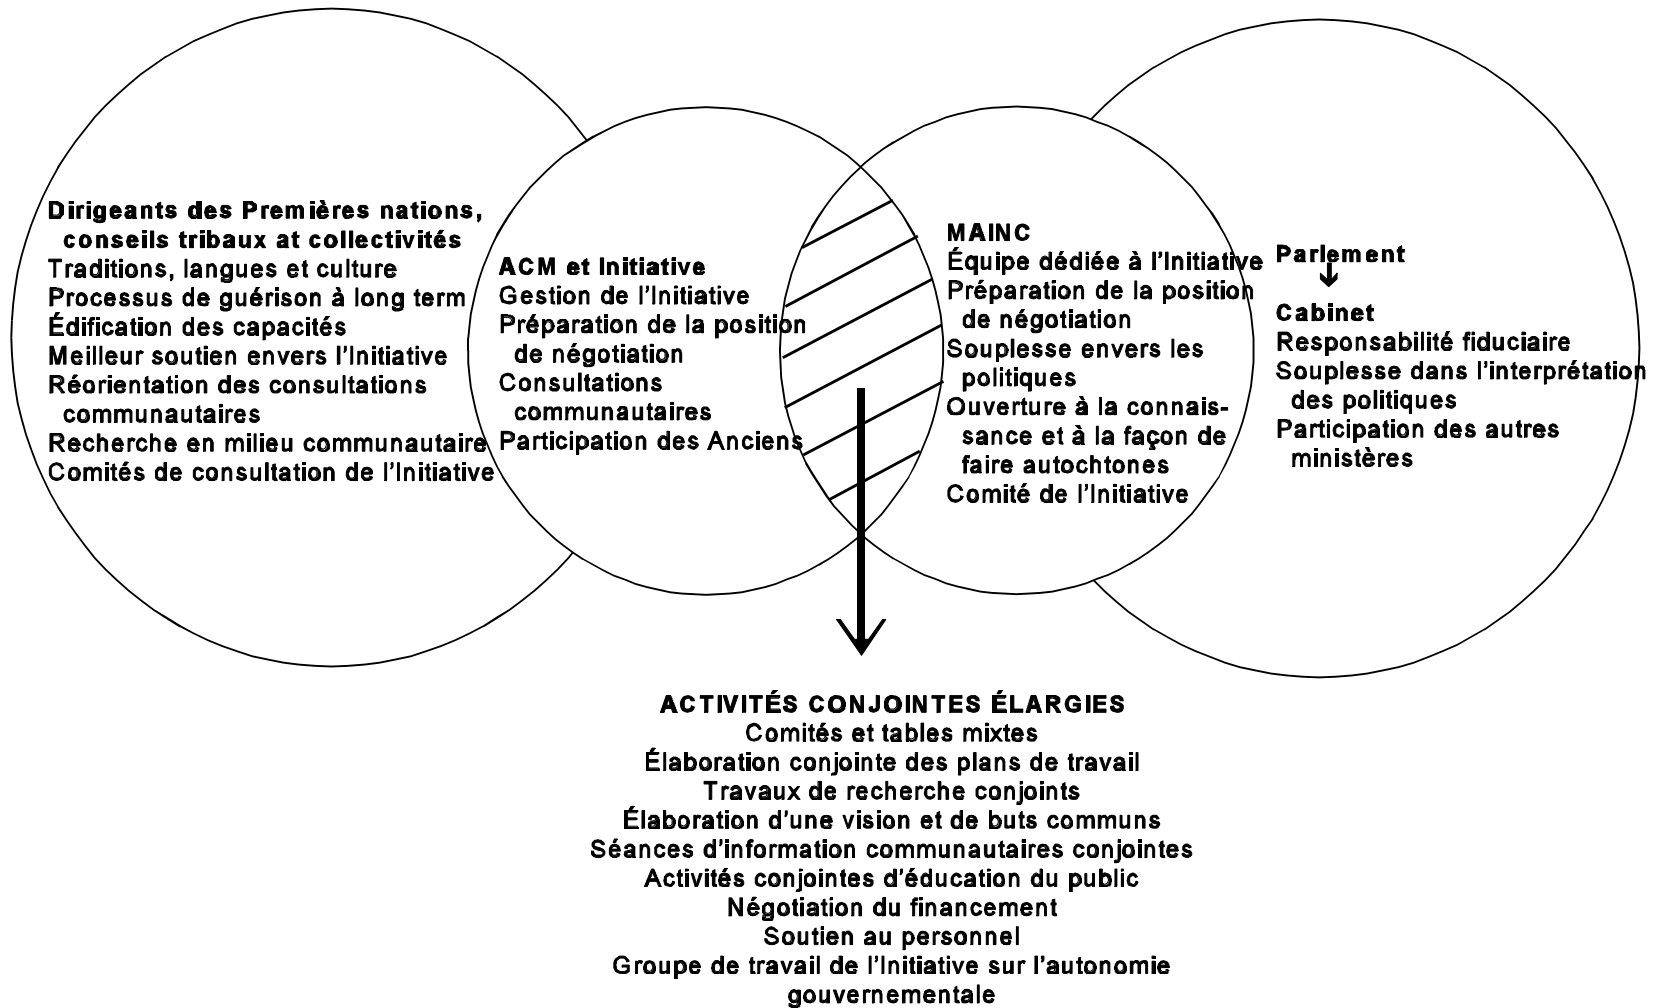 Dirigeants des Premières nations,
conseils tribaux at collectivités
Traditions, langues et culture
Processus de guérison à long term
Édification des capacités
Meilleur soutien envers l'Initiative
Réorientation des consultations
communautaires
Recherche en milieu communautaire
Comités de consultation de l'Initiative
ACM et Initiative
Gestion de l'Initiative
Préparation de la position
de négotiation
Consultations
communautaires
Participation des Anciens
MAINC
Équipe dédiée à l'Initiative
Préparation de la position
de négotiation
Souplesse envers les
politiques
Ouverture à la connais-
sance et à la façon de
faire autochtones
Comité de l'Initiative
Parlement
Cabinet
Responsabilité fiduciaire
Souplesse dans l'interprétation
des politiques
Participation des autres
ministères
ACTIVITÉS CONJOINTES ÉLARGIES
Comités et tables mixtes
Élaboration conjointe des plans de travail
Travaux de recherche conjoints
Élaboration d'une vision et de buts communs
Séances d'information communautaires conjointes
Activités conjointes d'éducation du public
Négotiation du financement
Soutien au personnel
Groupe de travail de l'Initiative sur l'autonomie
gouvernementale